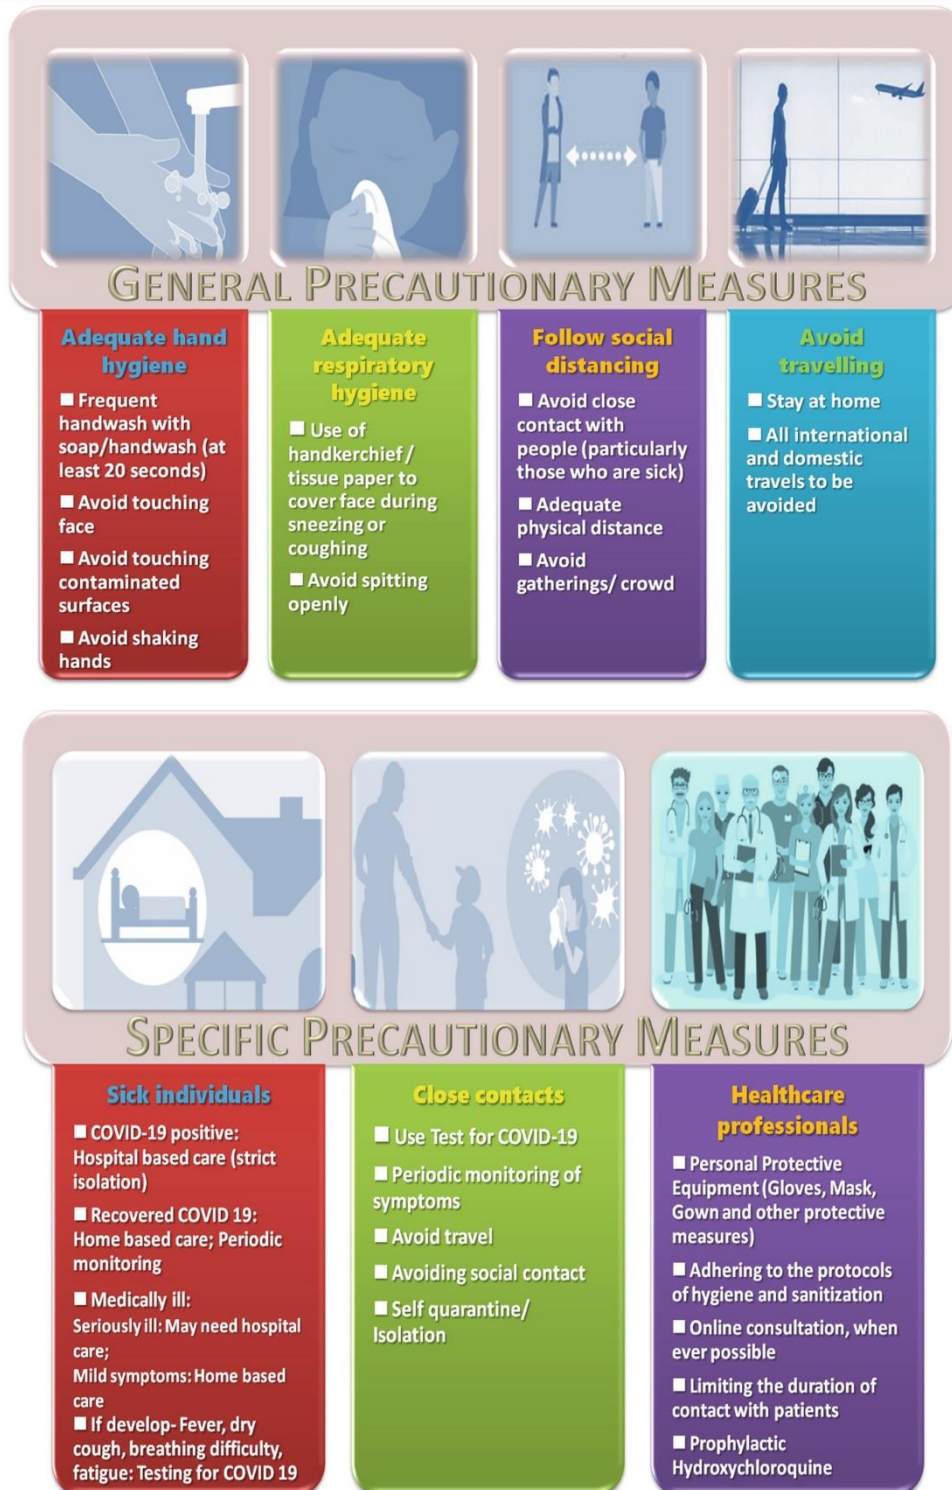 GENERAL PRECAUTIONARY MEASURES
Adequate hand
hygiene
■ Frequent
handwash with
soap/handwash (at
least 20 seconds)
■ Avoid touching
face
■ Avoid touching
contaminated
surfaces
■ Avoid shaking
hands
Adequate
respiratory
hygiene
■ Use of
handkerchief/
tissue paper to
cover face during
sneezing or
coughing
■ Avoid spitting
openly
Follow social
distancing
■ Avoid close
contact with
people (particularly
those who are sick)
■ Adequate
physical distance
■ Avoid
gatherings/ crowd
Avoid
travelling
■ Stay at home
■ All international
and domestic
travels to be
avoided
SPECIFIC PRECAUTIONARY MEASURES
Sick individuals
■ COVID-19 positive:
Hospital based care (strict
isolation)
■ Recovered COVID 19:
Home based care; Periodic
monitoring
■ Medically ill:
Seriously ill: May need hospital
care;
Mild symptoms: Home based
care
■ If develop- Fever, dry
cough, breathing difficulty,
fatigue: Testing for COVID 19
Close contacts
■ Use Test for COVID-19
■ Periodic monitoring of
symptoms
■ Avoid travel
■ Avoiding social contact
■ Self quarantine/
Isolation
Healthcare
professionals
■ Personal Protective
Equipment (Gloves, Mask,
Gown and other protective
measures)
■ Adhering to the protocols
of hygiene and sanitization
■ Online consultation, when
ever possible
■ Limiting the duration of
contact with patients
■ Prophylactic
Hydroxychloroquine